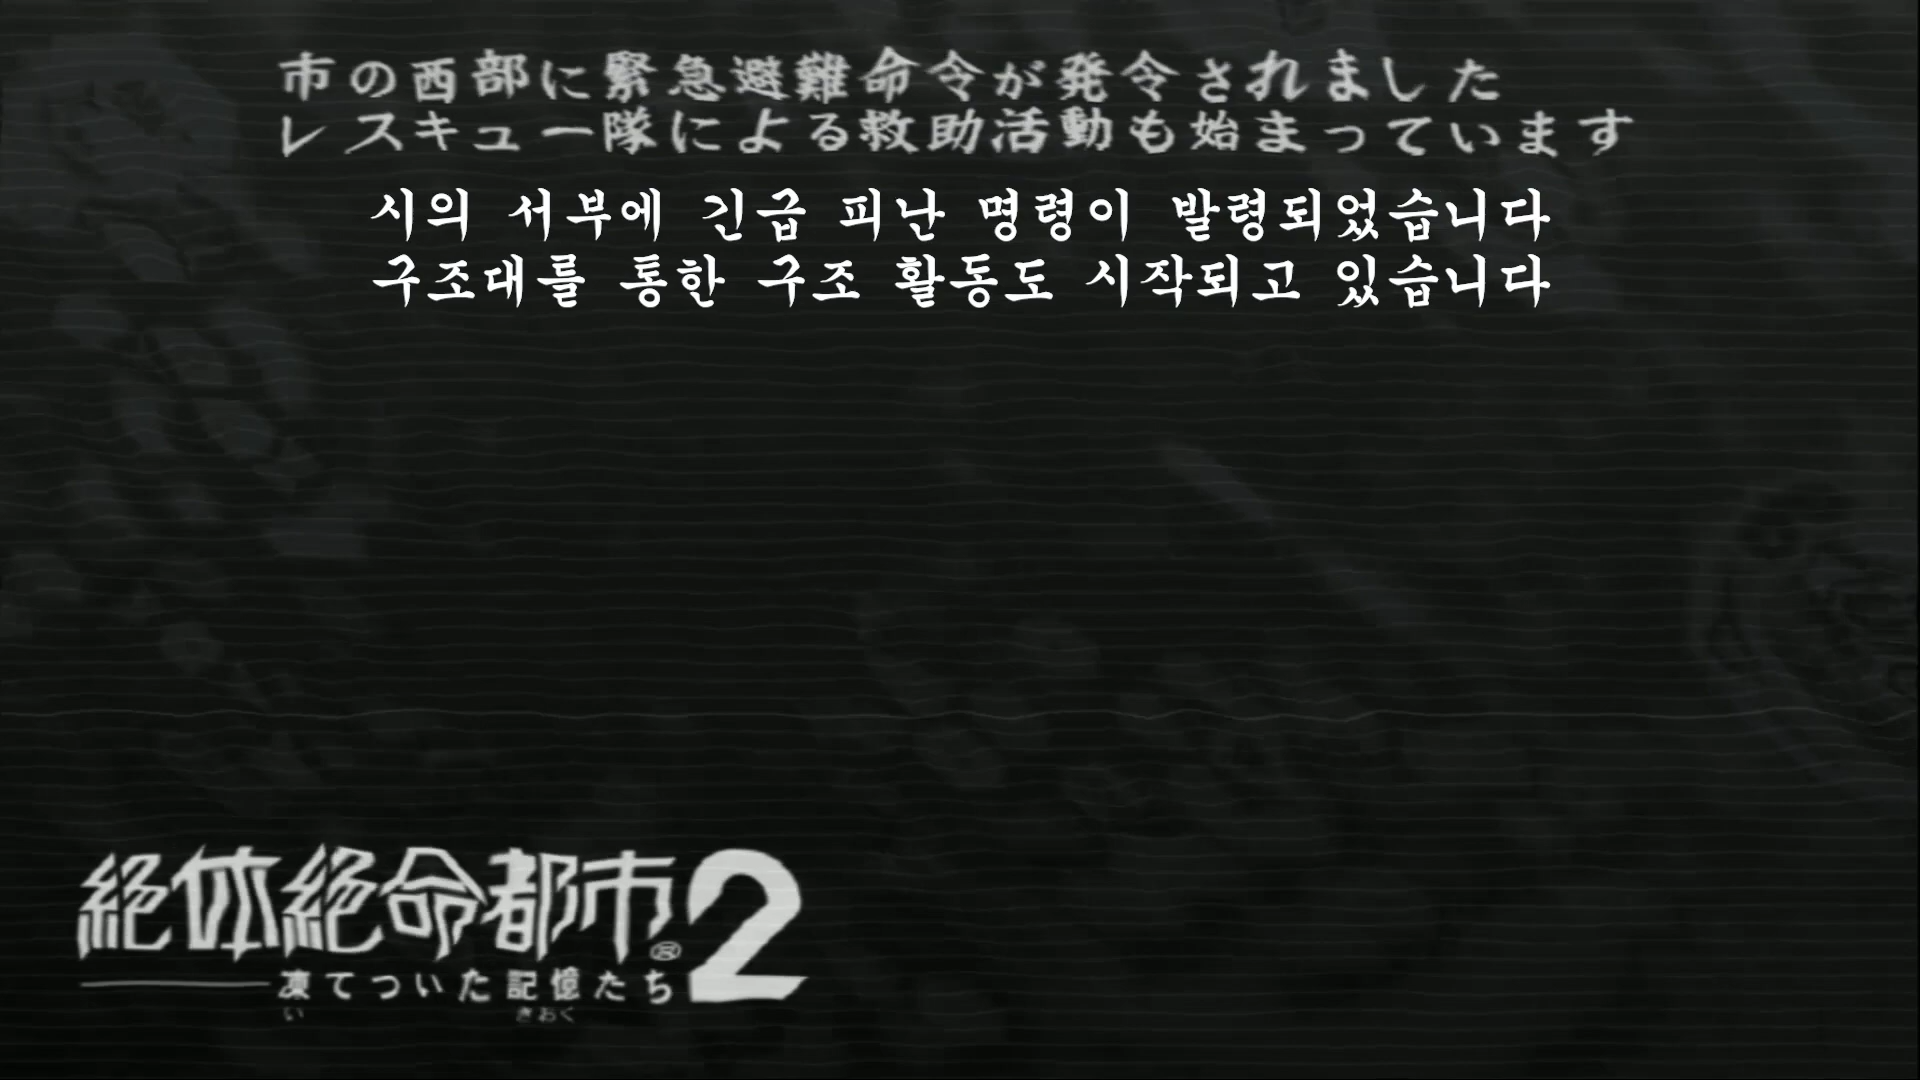 市の西部に緊急避難命令が発令されました
レスキュー隊による救助活動も始まっています
시의 서부에 긴급 피난 명령이 발령되었습니다
구조대를 통한 구조 활동도 시작되고 있습니다
絶体絶命都市®2
凍てついた記憶たち
い きおく